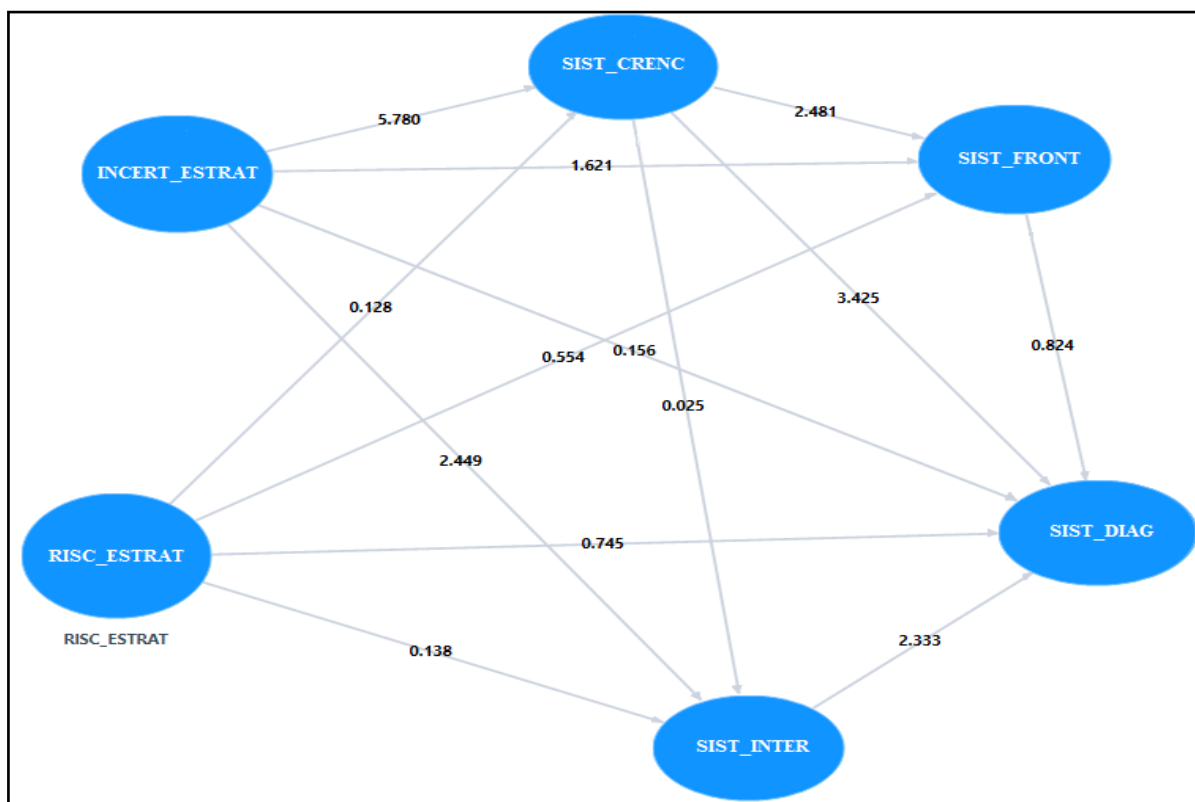 SIST_CRENC
5.780
2.481
INCERT_ESTRAT
1.621
SIST_FRONT
0.128
3.425
0.554
0.156
0.824
0.025
2.449
RISC_ESTRAT
0.745
SIST_DIAG
RISC_ESTRAT
0.138
2.333
SIST_INTER